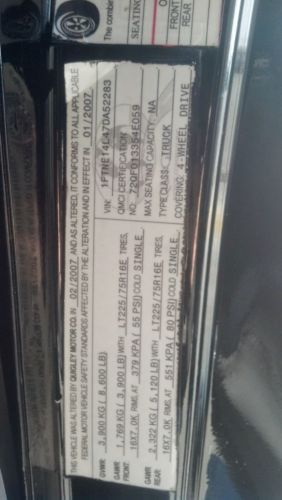 THIS VEHICLE WAS ALTERED BY QUIGLEY MOTOR CO. IN 02/2007 AND AS ALTERED, IT CONFORMS TO ALL APPLICABLE
FEDERAL MOTOR VEHICLE SAFETY STANDARDS AFFECTED BY THE ALTERATION AND IN EFFECT IN 01/2007
GVWR: 3,900 KG ( 8,600 LB)
GAWR FRONT: 1,769 KG ( 3,900 LB) WITH LT225/75R16E TIRES,
16X7.0K RIMS, AT 379 KPA ( 55 PSI) COLD SINGLE
GAWR REAR: 2,322 KG ( 5,120 LB) WITH LT225/75R16E TIRES,
16X7.0K RIMS AT 551 KPA ( 80 PSI) COLD SINGLE
VIN: 1FTNE14L47DA52283
QMCI CERTIFICATION
NO: 72QF013354E059
MAX SEATING CAPACITY: NA
TYPE CLASS: TRUCK
COVERING: 4-WHEEL DRIVE
The combine
SEATING
FRONT
REAR